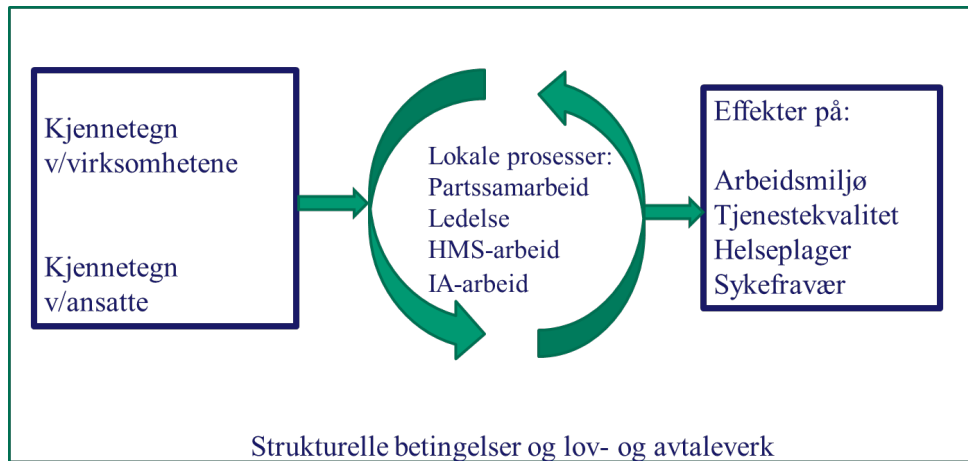 Kjennetegn
v/virksomhetene
Kjennetegn
v/ansatte
Lokale prosesser:
Partssamarbeid
Ledelse
HMS-arbeid
IA-arbeid
Effekter på:
Arbeidsmiljø
Tjenestekvalitet
Helseplager
Sykefravær
Strukturelle betingelser og lov- og avtaleverk